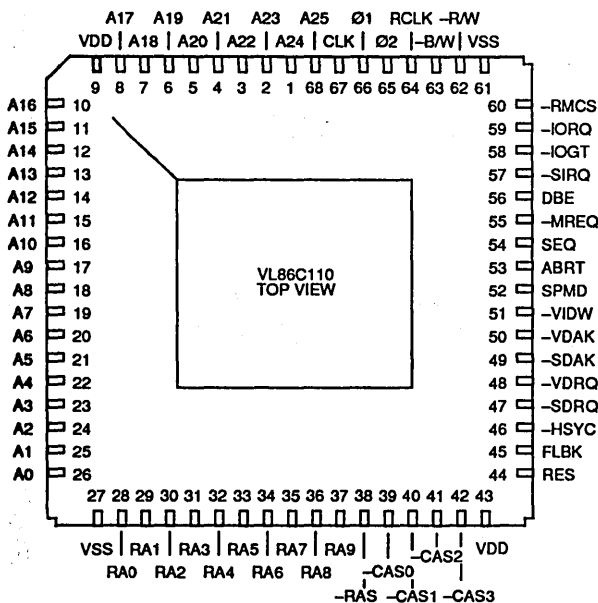 A17 A19 A21 A23 A25 Ø1 RCLK –R/W
VDD A18 A20 A22 A24 CLK Ø2 –B/W VSS
9 8 7 6 5 4 3 2 1 68 67 66 65 64 63 62 61
A16 10 60 –RMCS
A15 11 59 –IORQ
A14 12 58 –IOGT
A13 13 57 –SIRQ
A12 14 56 DBE
A11 15 55 –MREQ
A10 16 54 SEQ
A9 17 53 ABRT
A8 18 52 SPMD
A7 19 51 –VIDW
A6 20 50 –VDAK
A5 21 49 –SDAK
A4 22 48 –VDRQ
A3 23 47 –SDRQ
A2 24 46 –HSYC
A1 25 45 FLBK
A0 26 44 RES
VL86C110
TOP VIEW
27 28 29 30 31 32 33 34 35 36 37 38 39 40 41 42 43
VSS RA1 RA3 RA5 RA7 RA9 –CAS2 VDD
RA0 RA2 RA4 RA6 RA8 –CAS0
–RAS –CAS1 –CAS3